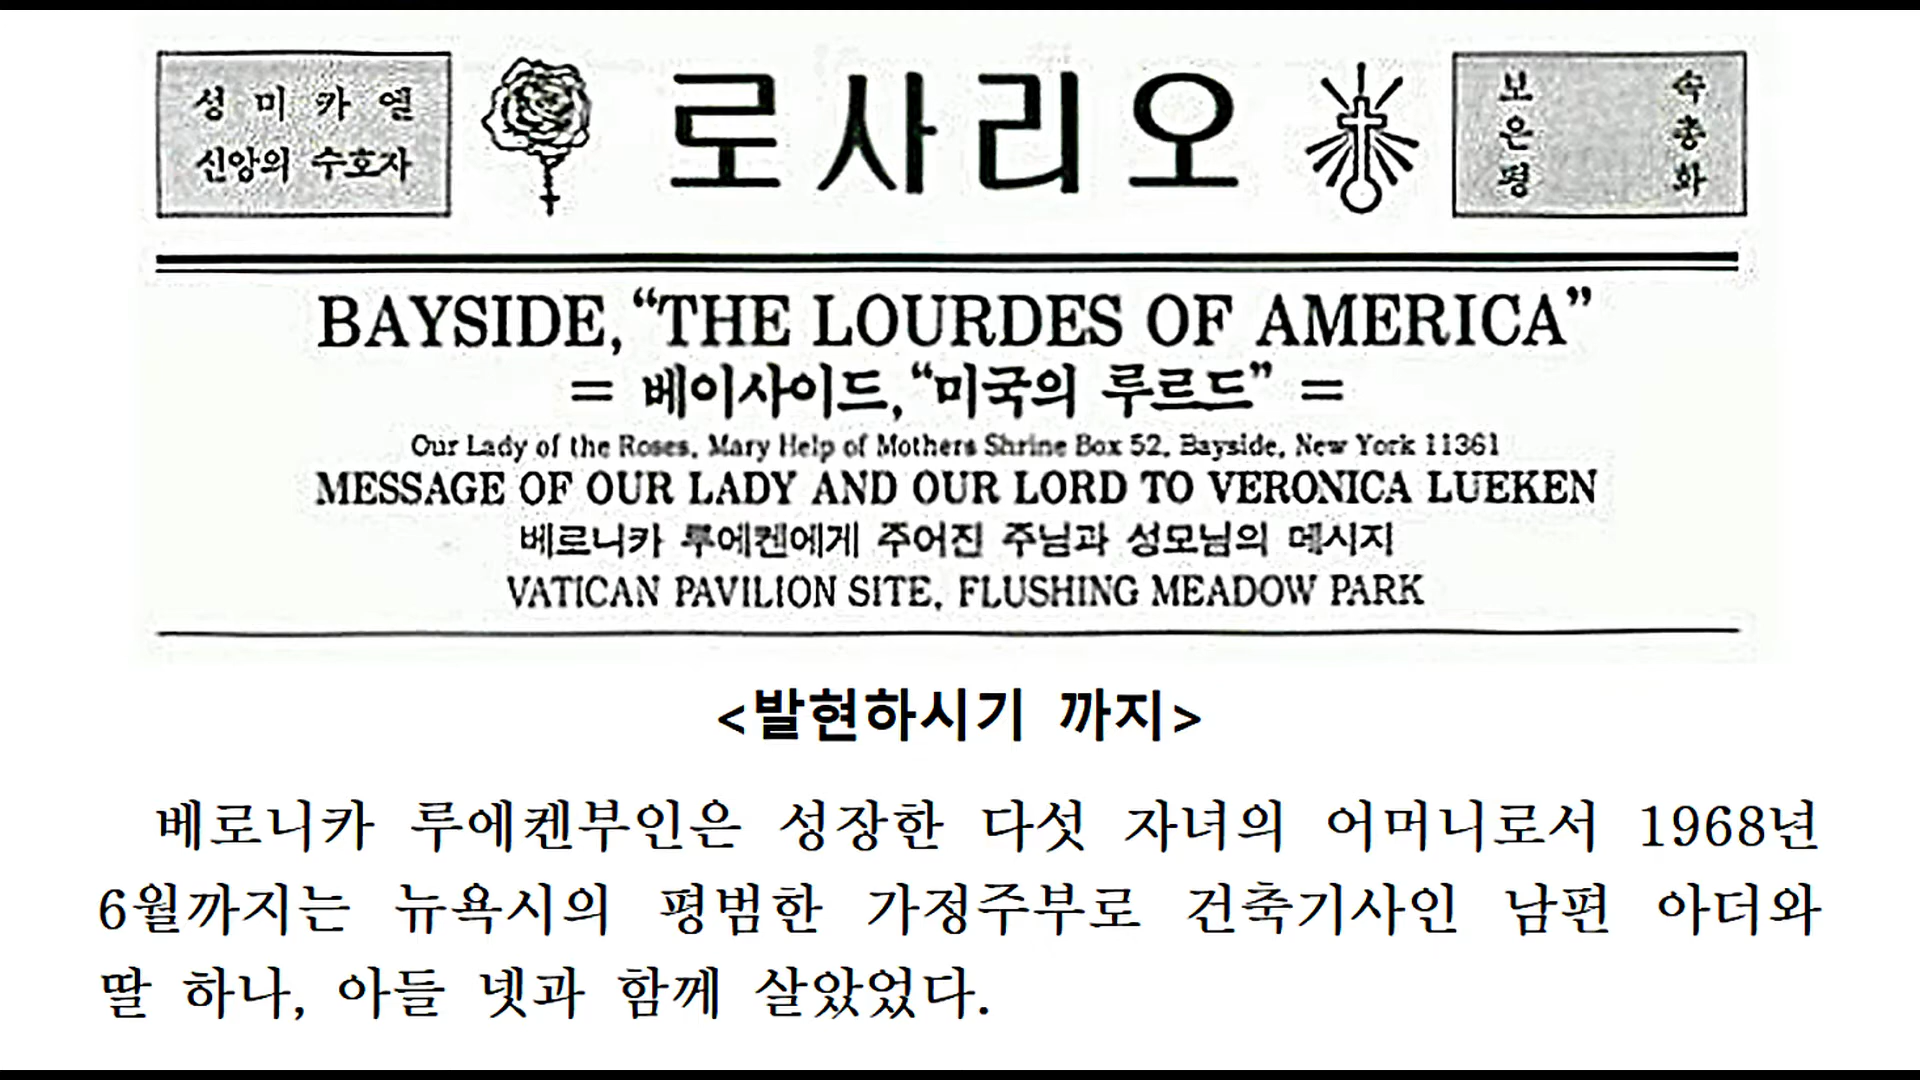 성 미 카 엘
신앙의 수호자
로사리오
보 속
은 총
평 화
BAYSIDE, “THE LOURDES OF AMERICA”
= 베이사이드, “미국의 루르드” =
Our Lady of the Roses, Mary Help of Mothers Shrine Box 52, Bayside, New York 11361
MESSAGE OF OUR LADY AND OUR LORD TO VERONICA LUEKEN
베르니카 루에켄에게 주어진 주님과 성모님의 메시지
VATICAN PAVILION SITE, FLUSHING MEADOW PARK
<발현하시기 까지>
베로니카 루에켄부인은 성장한 다섯 자녀의 어머니로서 1968년
6월까지는 뉴욕시의 평범한 가정주부로 건축기사인 남편 아더와
딸 하나, 아들 넷과 함께 살았었다.